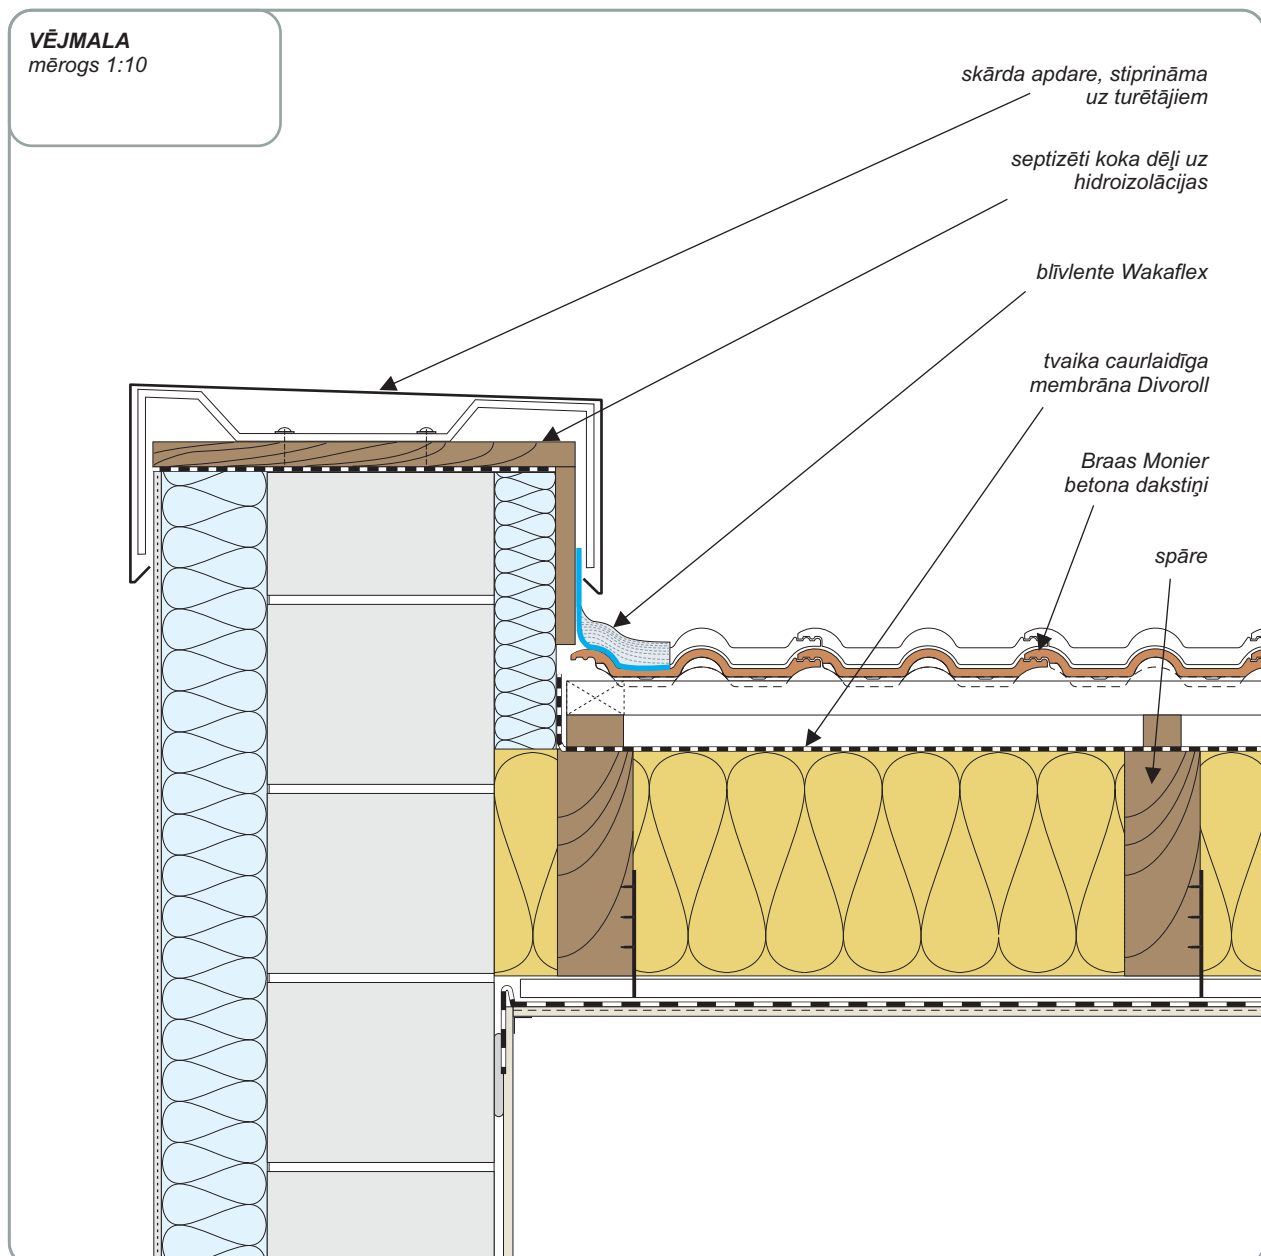 VĒJMALA
mērogs 1:10
skārda apdare, stiprināma
uz turētājiem
septizēti koka dēļi uz
hidroizolācijas
blīvlente Wakaflex
tvaika caurlaidīga
membrāna Divoroll
Braas Monier
betona dakstiņi
spāre